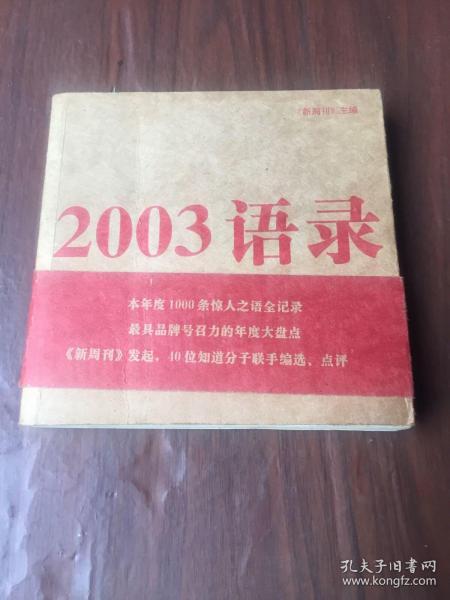 《新周刊》主编
2003语录
本年度1000条惊人之语全记录
最具品牌号召力的年度大盘点
《新周刊》发起，40位知道分子联手编选、点评
孔夫子旧书网
www.kongfz.com